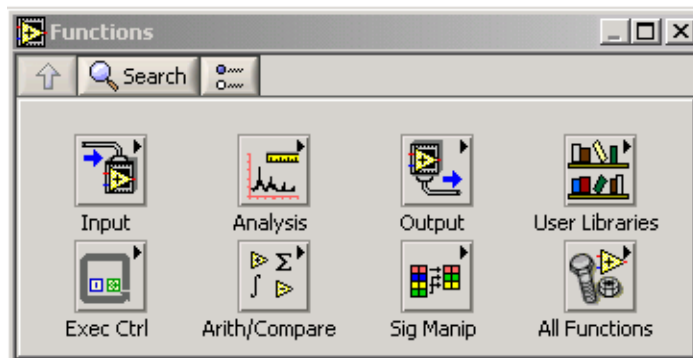 Functions
Search
Input Analysis Output User Libraries
Exec Ctrl Arith/Compare Sig Manip All Functions